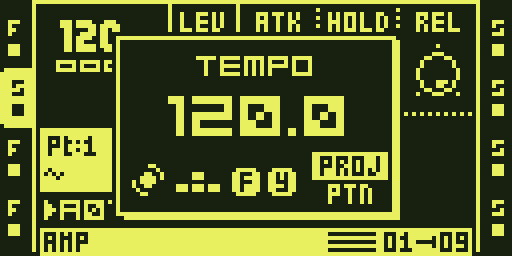 LEV ATK HOLD REL
120
TEMPO
120.0
Pt:1
F Y
PROJ
PTN
A0
AMP
01→09
F
S
F
F
S
S
S
S